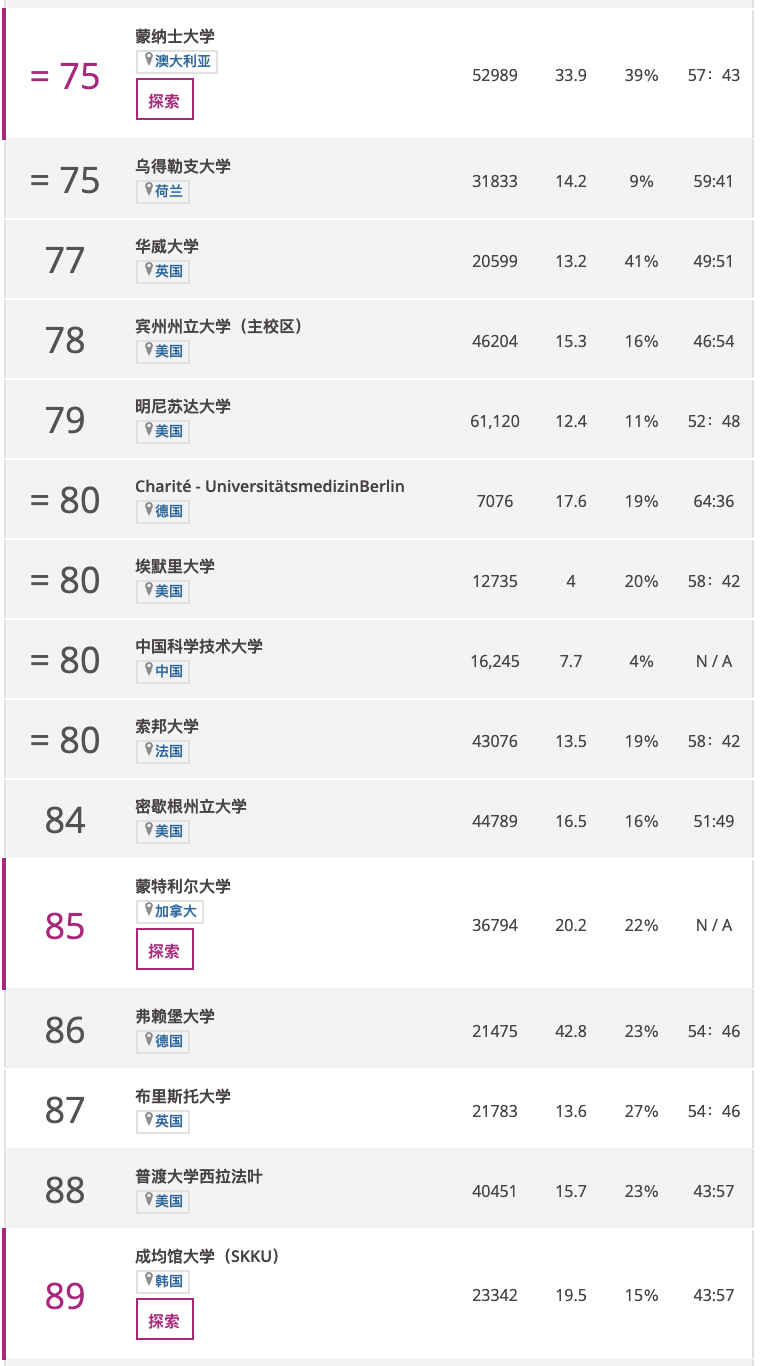 = 75
蒙纳士大学
澳大利亚
探索
52989 33.9 39% 57：43
= 75
乌得勒支大学
荷兰
31833 14.2 9% 59:41
77
华威大学
英国
20599 13.2 41% 49:51
78
宾州州立大学（主校区）
美国
46204 15.3 16% 46:54
79
明尼苏达大学
美国
61,120 12.4 11% 52：48
= 80
Charité - UniversitätsmedizinBerlin
德国
7076 17.6 19% 64:36
= 80
埃默里大学
美国
12735 4 20% 58：42
= 80
中国科学技术大学
中国
16,245 7.7 4% N / A
= 80
索邦大学
法国
43076 13.5 19% 58：42
84
密歇根州立大学
美国
44789 16.5 16% 51:49
85
蒙特利尔大学
加拿大
探索
36794 20.2 22% N / A
86
弗赖堡大学
德国
21475 42.8 23% 54：46
87
布里斯托大学
英国
21783 13.6 27% 54：46
88
普渡大学西拉法叶
美国
40451 15.7 23% 43:57
89
成均馆大学（SKKU）
韩国
探索
23342 19.5 15% 43:57